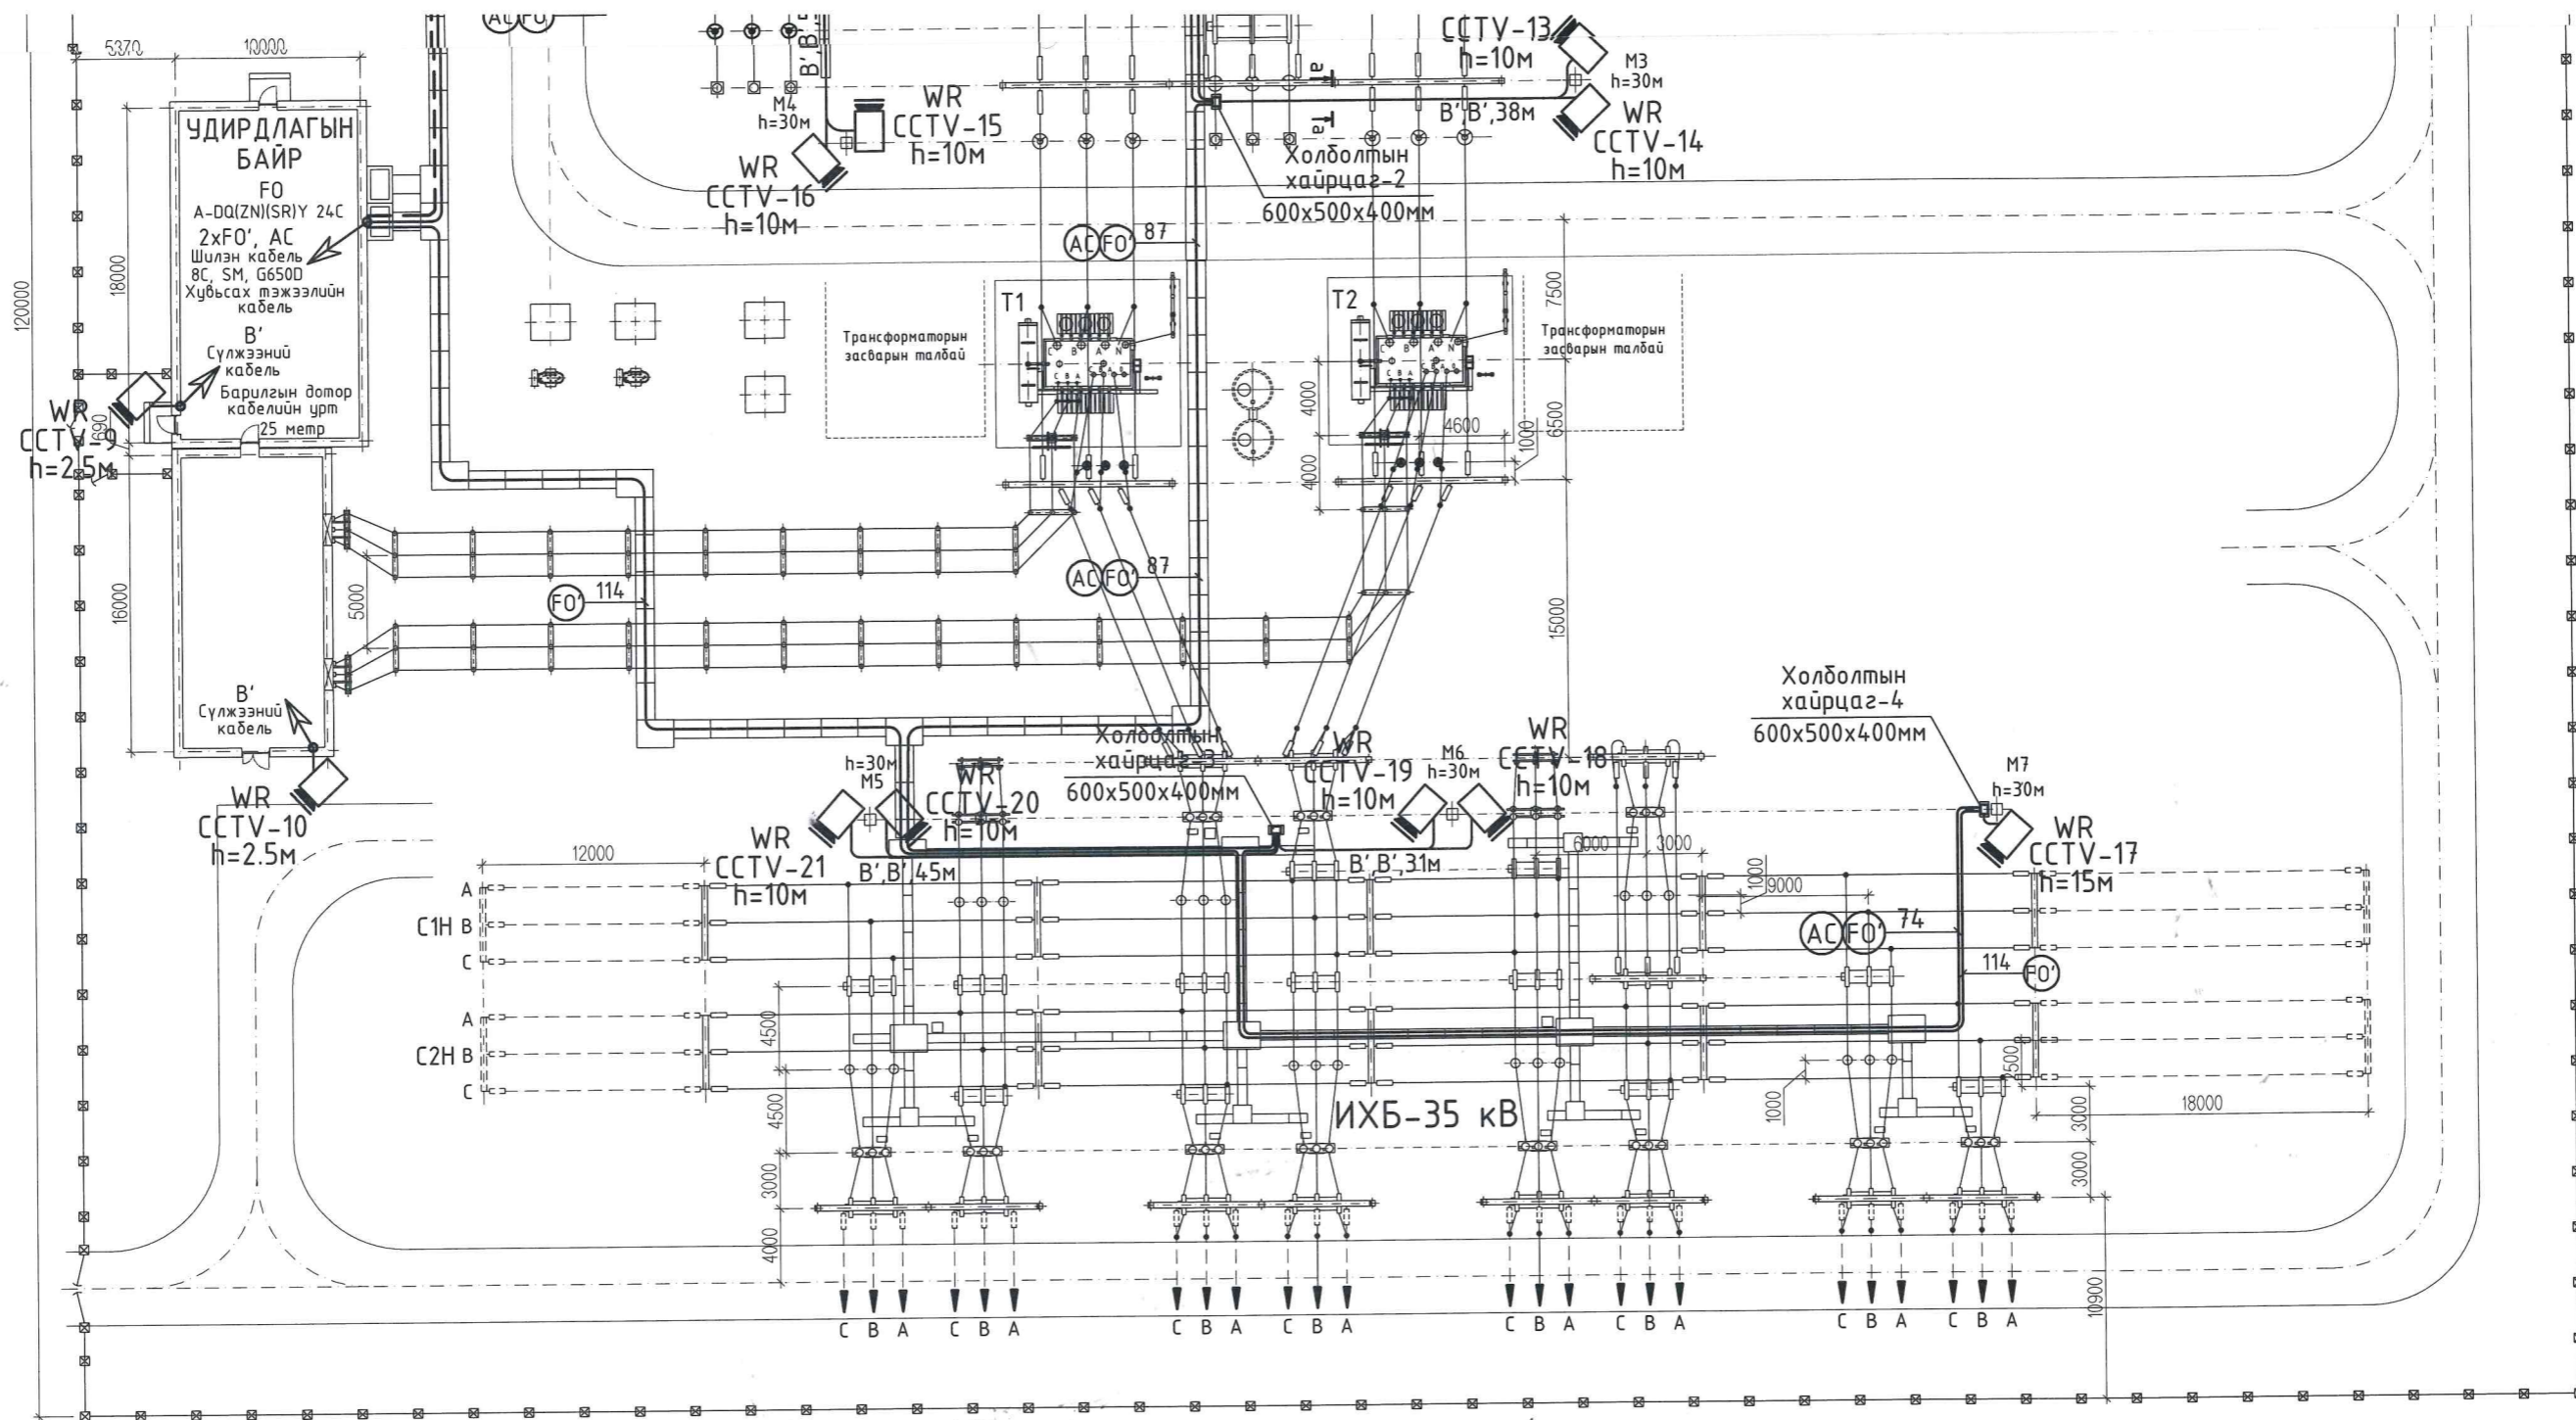 5370
10000
120000
18000
УДИРДЛАГЫН
БАЙР
FO
A-DQ(ZN)(SR)Y 24C
2xFO', AC
Шилэн кабель
8C, SM, G650D
Хувьсах тэжээлийн
кабель
B'
Сүлжээний
кабель
Барилгын дотор
кабелийн урт
25 метр
WR
CCTV-9
h=2.5м
690
16000
B'
Сүлжээний
кабель
WR
CCTV-10
h=2.5м
AC FO'
B',B',
M4
h=30м
WR
CCTV-15
h=10м
WR
CCTV-16
h=10м
CCTV-13
h=10м
M3
h=30м
WR
CCTV-14
h=10м
B',B',38м
a
a
Холболтын
хайрцаг-2
600x500x400мм
AC FO' 87
T1
C B A N
C B A C B A
T2
C B A N
C B A C B A
Трансформаторын
засварын талбай
Трансформаторын
засварын талбай
7500
6500
4000
4000
4600
1000
15000
AC FO' 87
FO' 114
5000
Холболтын
хайрцаг-3
600x500x400мм
h=30м
M5
WR
CCTV-20
h=10м
WR
CCTV-21
h=10м
B',B',45м
WR
CCTV-19
h=10м
M6
h=30м
WR
CCTV-18
h=10м
B',B',31м
Холболтын
хайрцаг-4
600x500x400мм
M7
h=30м
WR
CCTV-17
h=15м
12000
6000
3000
1000
9000
AC FO' 74
114 FO'
A
C1H B
C
A
C2H B
C
4500
4500
3000
4000
ИХБ-35 кВ
1000
2500
3000
3000
18000
10900
C B A C B A C B A C B A C B A C B A C B A C B A